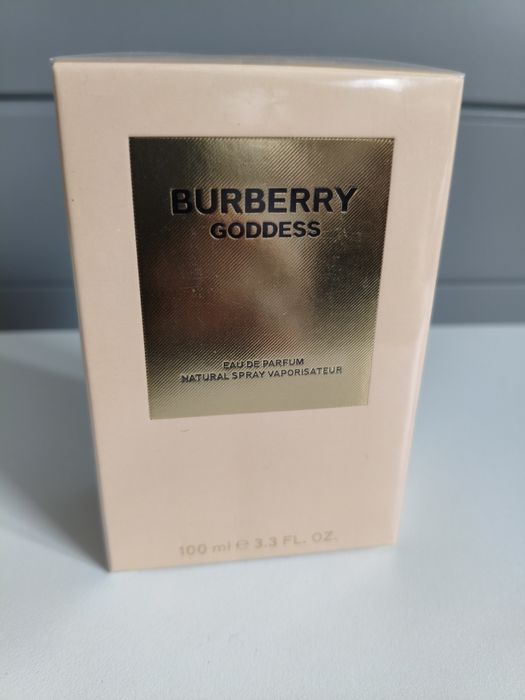 BURBERRY
GODDESS
EAU DE PARFUM
NATURAL SPRAY VAPORISATEUR
100 ml ℮ 3.3 FL. OZ.